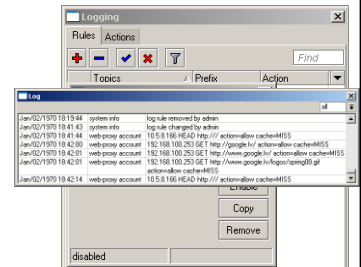 Logging
Rules Actions
Find
Topics Prefix Action
Log
all
Jan/02/1970 18:19:44 system info log rule removed by admin
Jan/02/1970 18:41:43 system info log rule changed by admin
Jan/02/1970 18:41:44 web-proxy account 10.5.8.166 HEAD http:/// action=allow cache=MISS
Jan/02/1970 18:42:00 web-proxy account 192.168.100.253 GET http://google.lv/ action=allow cache=MISS
Jan/02/1970 18:42:01 web-proxy account 192.168.100.253 GET http://www.google.lv/ action=allow cache=MISS
Jan/02/1970 18:42:01 web-proxy account 192.168.100.253 GET http://www.google.lv/logos/spring08.gif
action=allow cache=MISS
Jan/02/1970 18:42:14 web-proxy account 10.5.8.166 HEAD http:/// action=allow cache=MISS
Enable
Copy
Remove
disabled